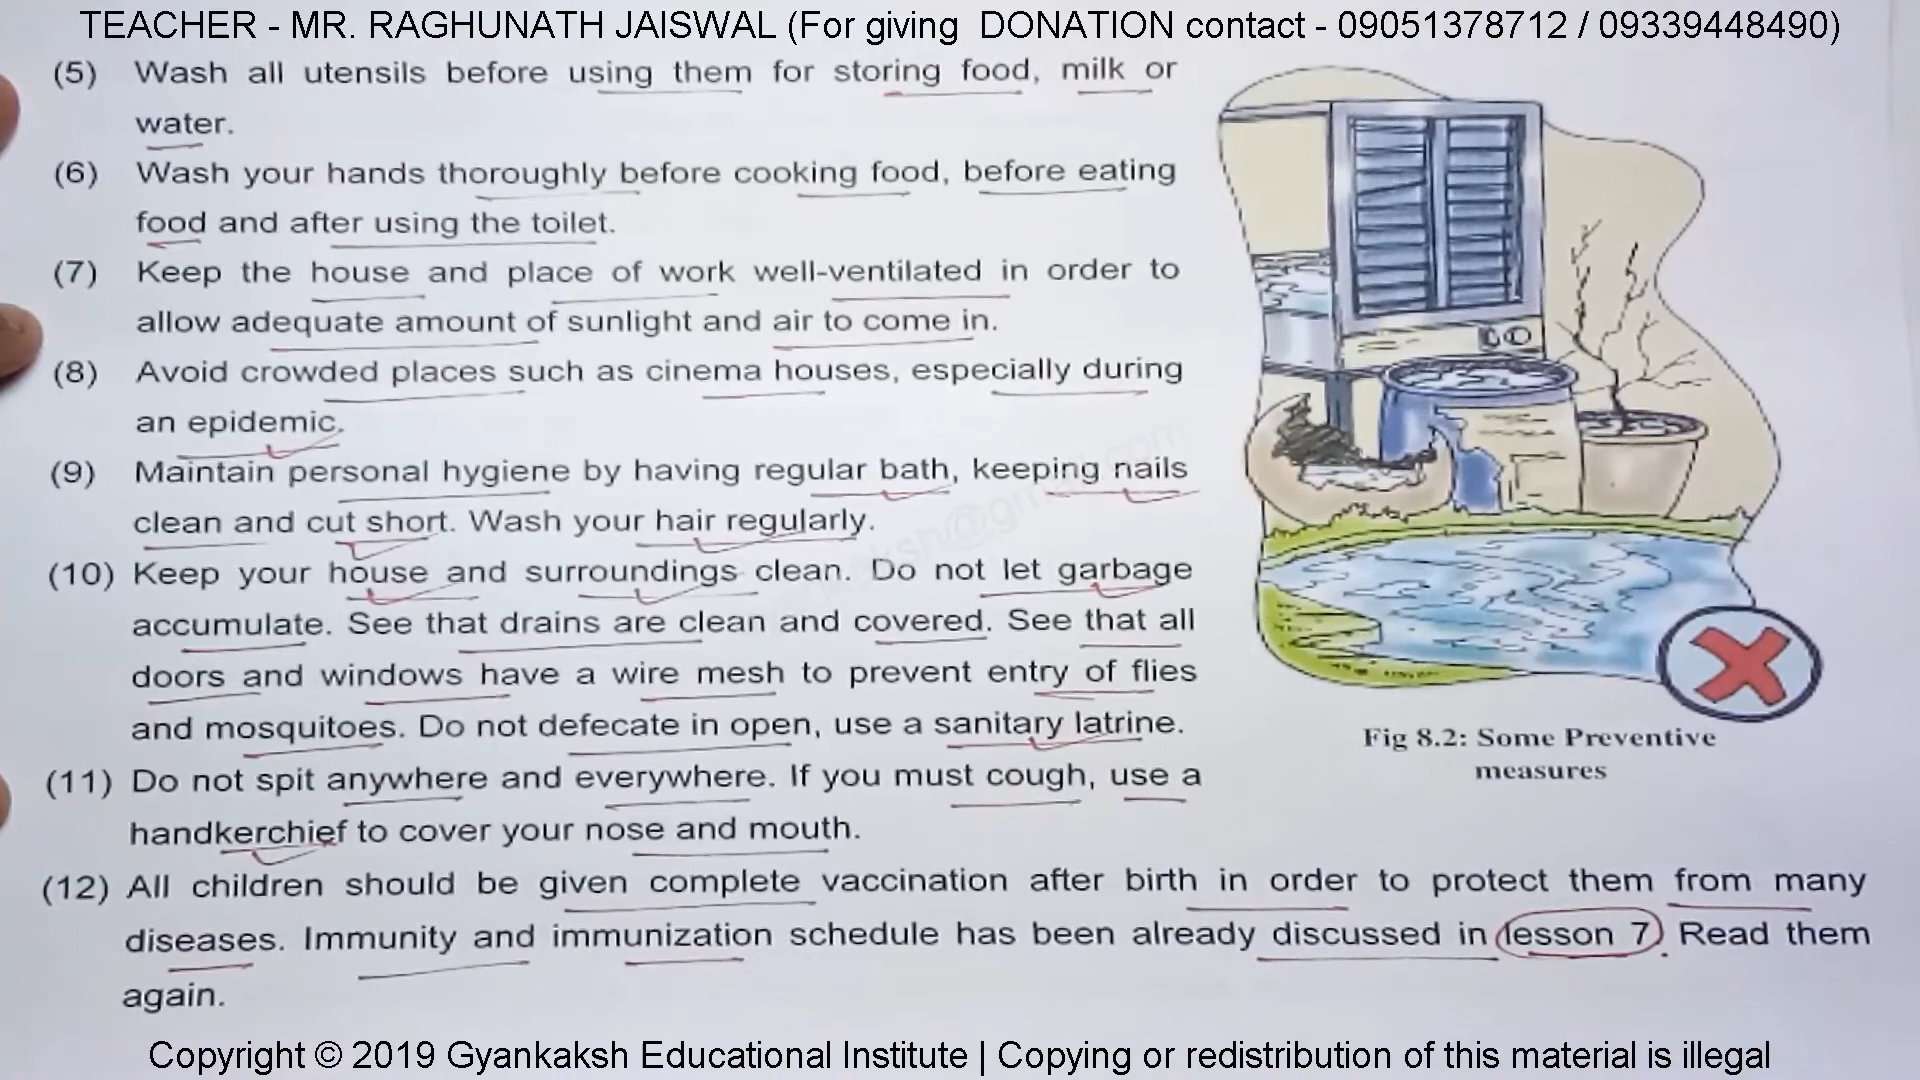 TEACHER - MR. RAGHUNATH JAISWAL (For giving  DONATION contact - 09051378712 / 09339448490)
(5) Wash all utensils before using them for storing food, milk or
water.
(6) Wash your hands thoroughly before cooking food, before eating
food and after using the toilet.
(7) Keep the house and place of work well-ventilated in order to
allow adequate amount of sunlight and air to come in.
(8) Avoid crowded places such as cinema houses, especially during
an epidemic.
(9) Maintain personal hygiene by having regular bath, keeping nails
clean and cut short. Wash your hair regularly.
(10) Keep your house and surroundings clean. Do not let garbage
accumulate. See that drains are clean and covered. See that all
doors and windows have a wire mesh to prevent entry of flies
and mosquitoes. Do not defecate in open, use a sanitary latrine.
(11) Do not spit anywhere and everywhere. If you must cough, use a
handkerchief to cover your nose and mouth.
Fig 8.2: Some Preventive
measures
(12) All children should be given complete vaccination after birth in order to protect them from many
diseases. Immunity and immunization schedule has been already discussed in lesson 7. Read them
again.
Copyright © 2019 Gyankaksh Educational Institute | Copying or redistribution of this material is illegal